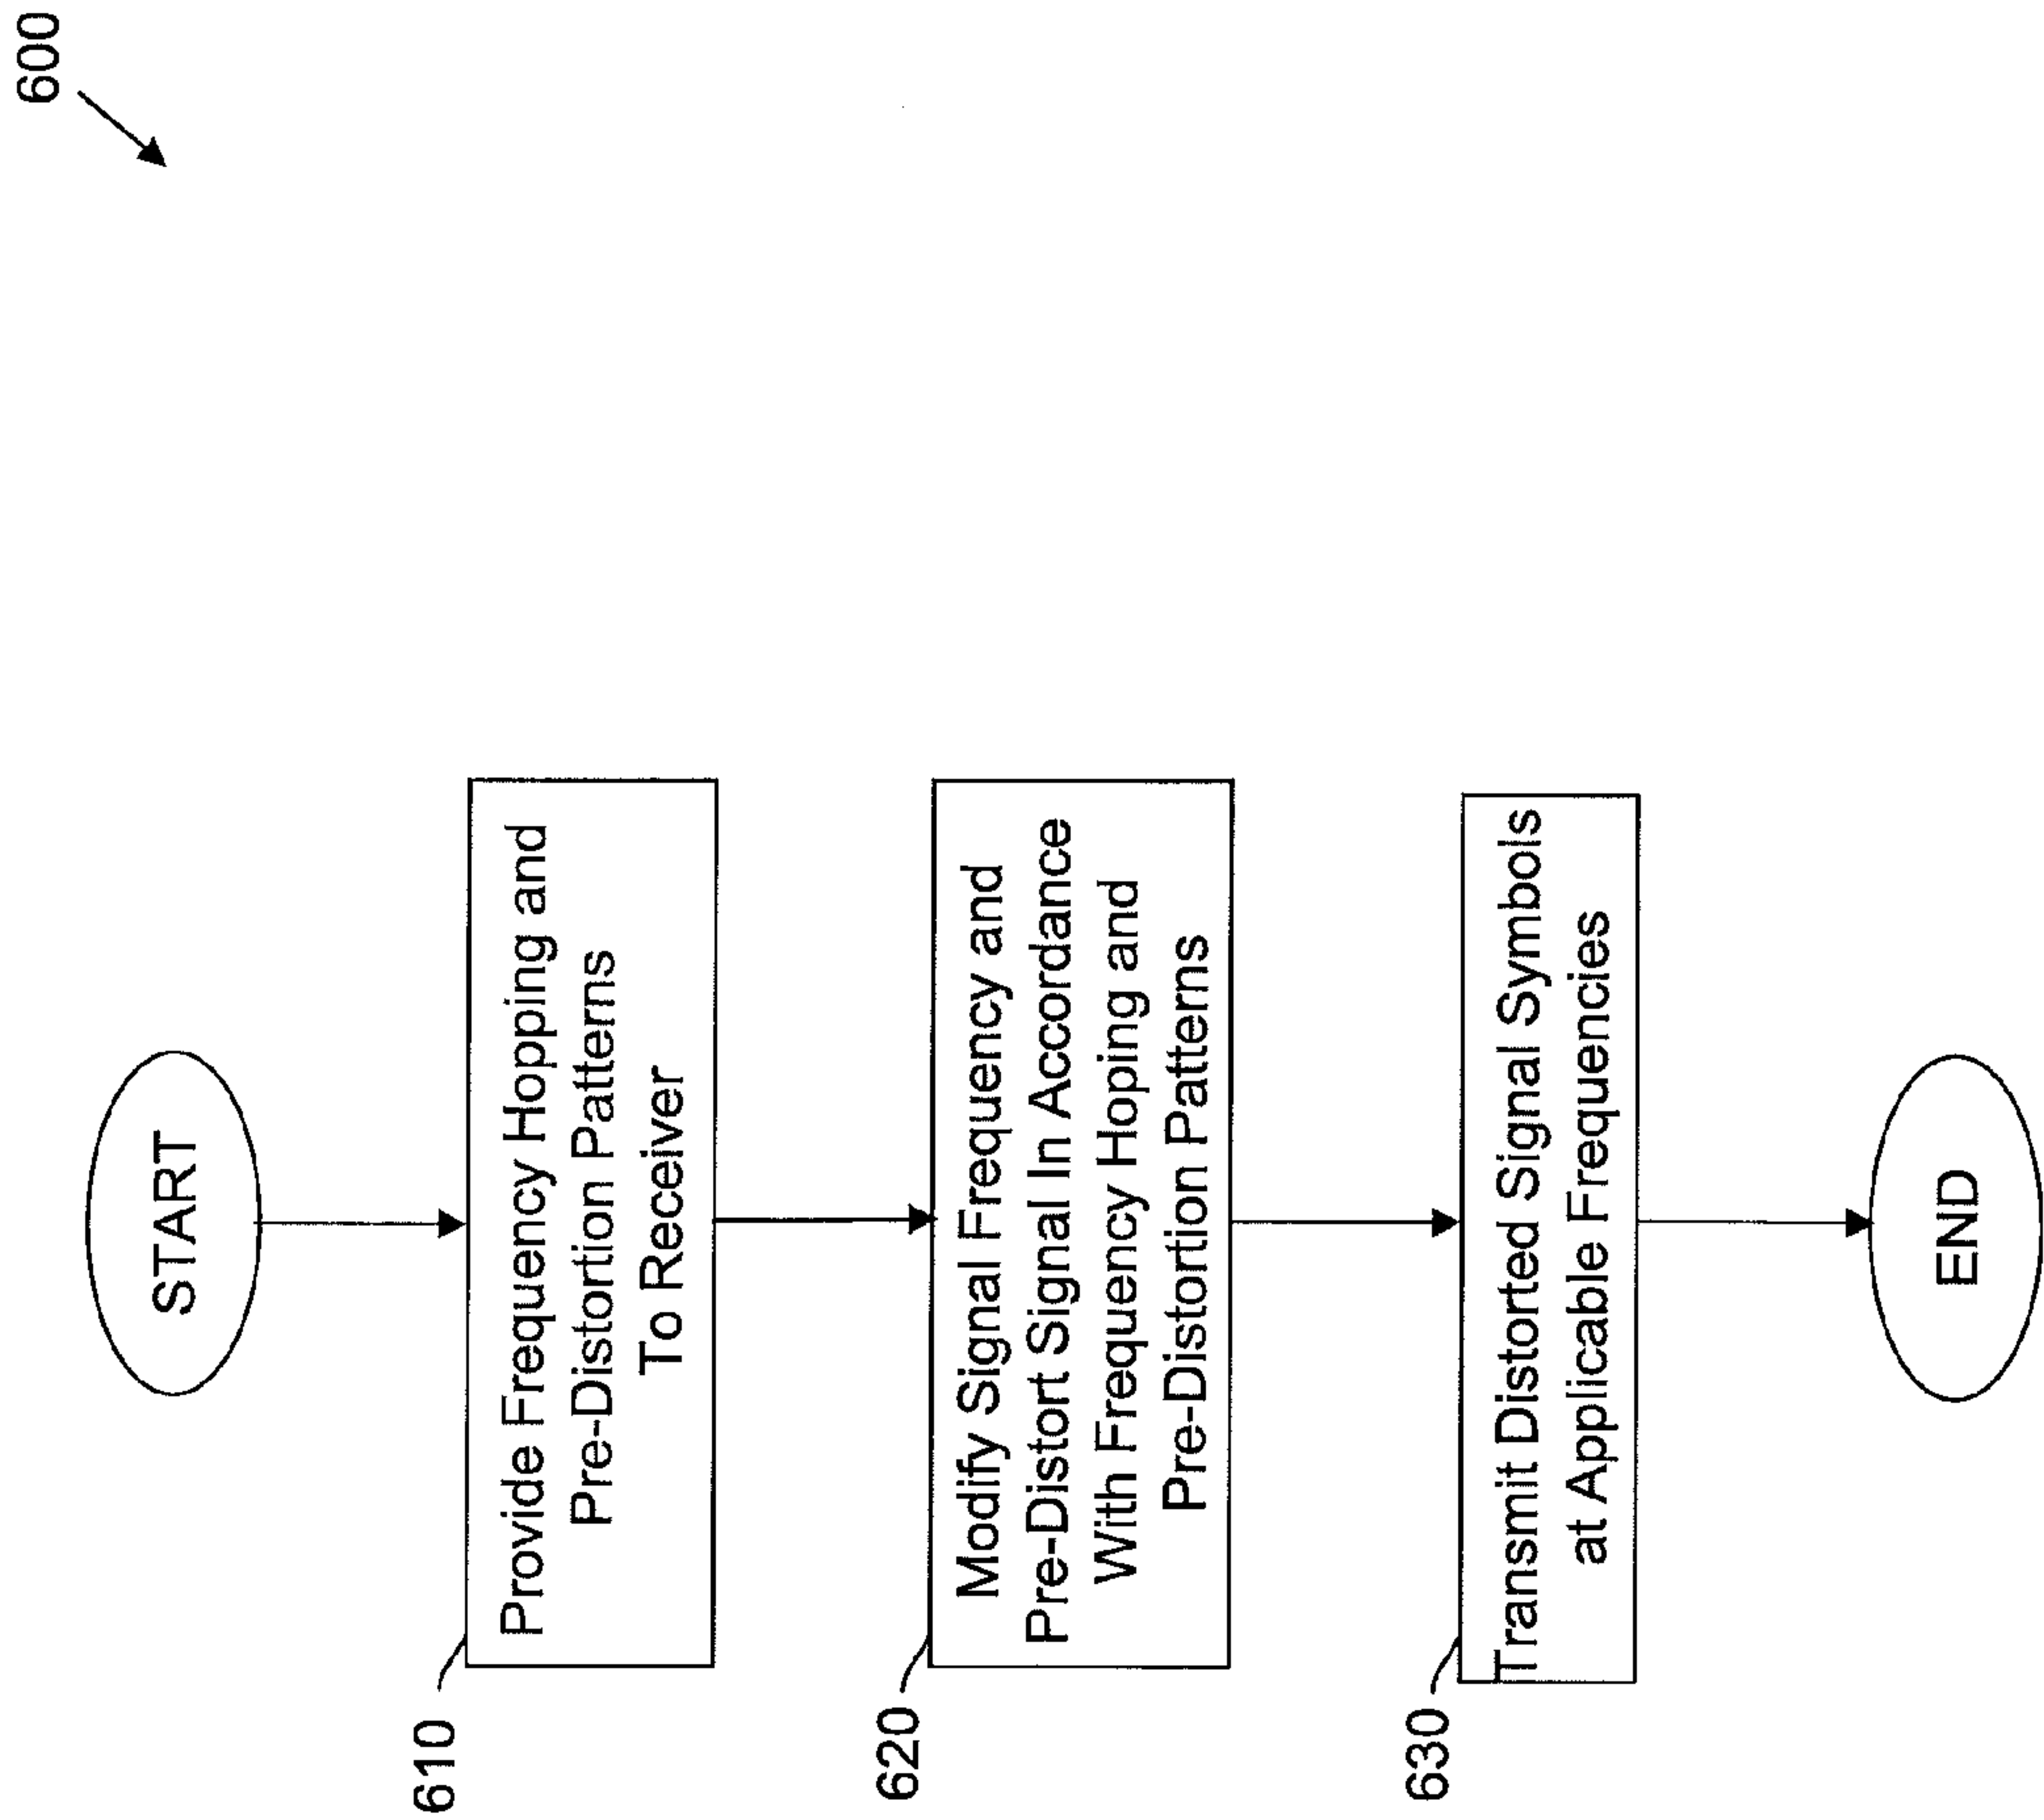 600
START
610
Provide Frequency Hopping and
Pre-Distortion Patterns
To Receiver
620
Modify Signal Frequency and
Pre-Distort Signal In Accordance
With Frequency Hoping and
Pre-Distortion Patterns
630
Transmit Distorted Signal Symbols
at Applicable Frequencies
END